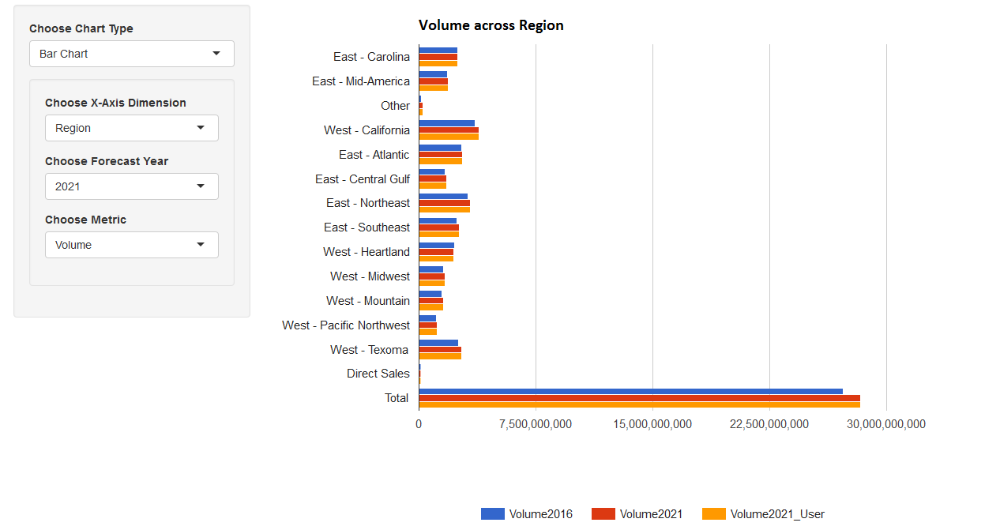 Choose Chart Type
Bar Chart
Choose X-Axis Dimension
Region
Choose Forecast Year
2021
Choose Metric
Volume
Volume across Region
East - Carolina
East - Mid-America
Other
West - California
East - Atlantic
East - Central Gulf
East - Northeast
East - Southeast
West - Heartland
West - Midwest
West - Mountain
West - Pacific Northwest
West - Texoma
Direct Sales
Total
0 7,500,000,000 15,000,000,000 22,500,000,000 30,000,000,000
Volume2016 Volume2021 Volume2021_User